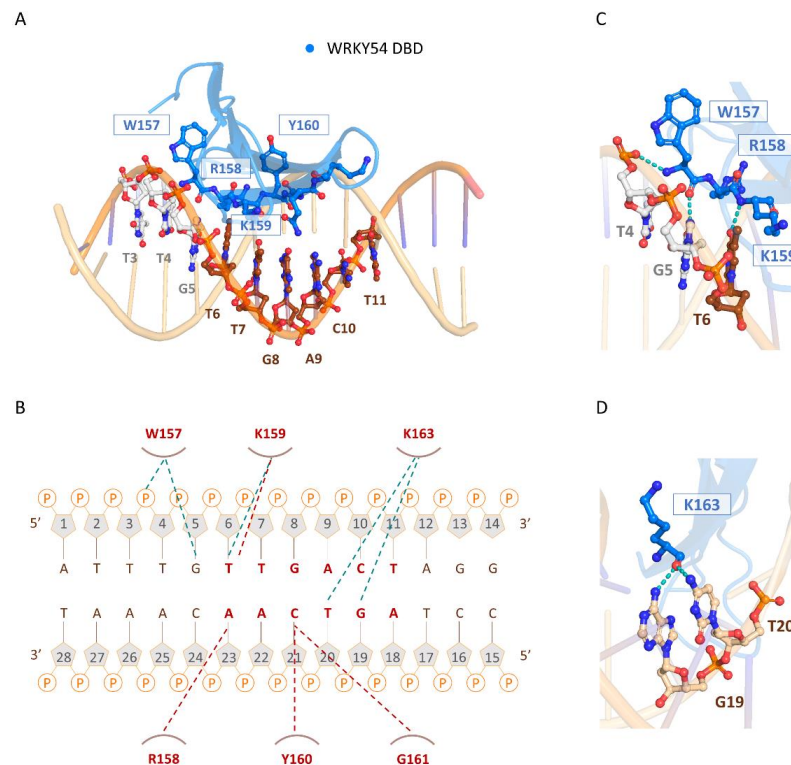 A
WRKY54 DBD
W157
Y160
R158
K159
T3
T4
G5
T6
T7
G8
A9
C10
T11
B
W157
K159
K163
P P P P P P P P P P P P P P
5' 1 2 3 4 5 6 7 8 9 10 11 12 13 14
A T T T G T T G A C T A G G
T A A A C A A C T G A T C C
3' 28 27 26 25 24 23 22 21 20 19 18 17 16 15 5'
P P P P P P P P P P P P P P
R158
Y160
G161
C
W157
R158
K159
T4
G5
T6
D
K163
T20
G19